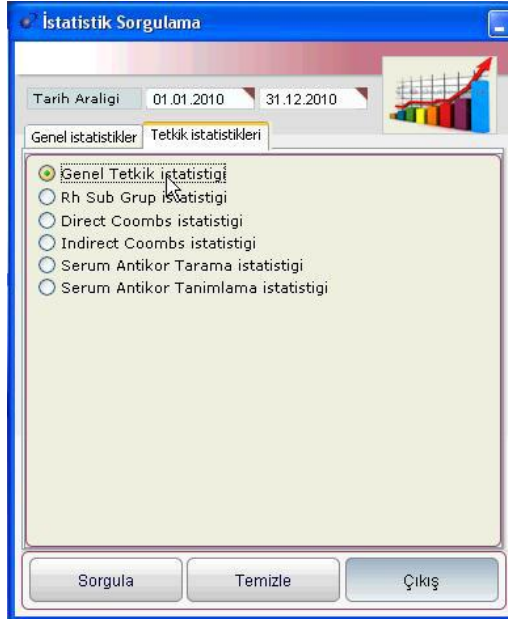 İstatistik Sorgulama
Tarih Araligi 01.01.2010 31.12.2010
Genel istatistikler Tetkik istatistikleri
Genel Tetkik istatistigi
Rh Sub Grup istatistigi
Direct Coombs istatistigi
Indirect Coombs istatistigi
Serum Antikor Tarama istatistigi
Serum Antikor Tanimlama istatistigi
Sorgula Temizle Çıkış